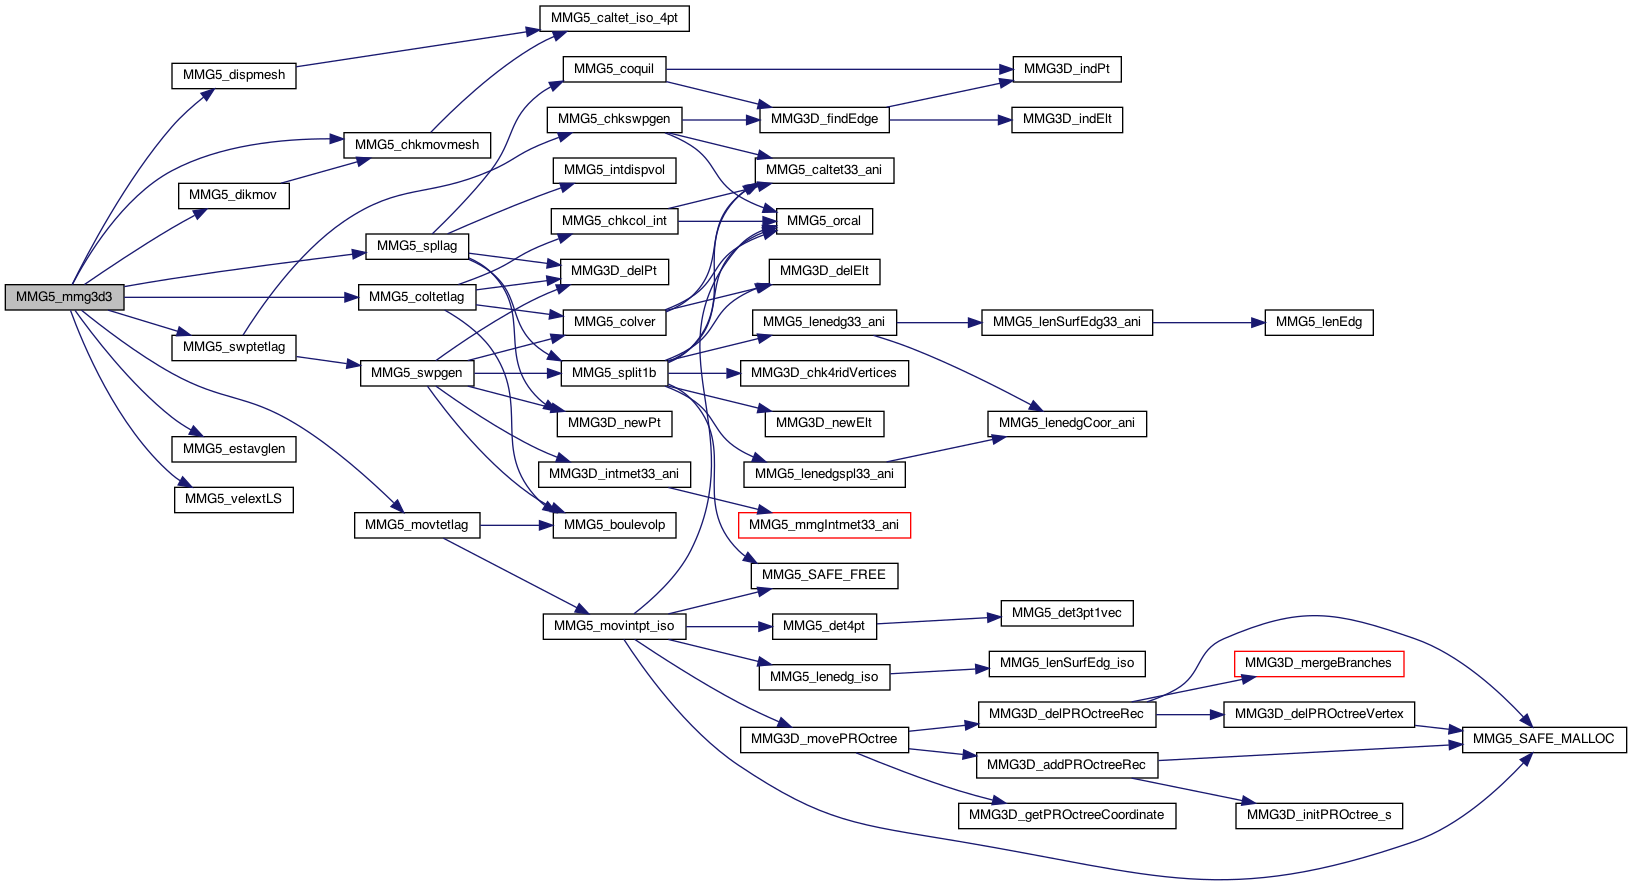 MMG5_caltet_iso_4pt
MMG5_dispmesh
MMG5_coquil
MMG3D_indPt
MMG5_chkswpgen
MMG3D_findEdge
MMG3D_indElt
MMG5_chkmovmesh
MMG5_intdispvol
MMG5_caltet33_ani
MMG5_dikmov
MMG5_chkcol_int
MMG5_orcal
MMG5_spllag
MMG3D_delPt
MMG3D_delElt
MMG5_mmg3d3
MMG5_coltetlag
MMG5_colver
MMG5_lenedg33_ani
MMG5_lenSurfEdg33_ani
MMG5_lenEdg
MMG5_swptetlag
MMG5_swpgen
MMG5_split1b
MMG3D_chk4ridVertices
MMG3D_newPt
MMG3D_newElt
MMG5_lenedgCoor_ani
MMG5_estavglen
MMG3D_intmet33_ani
MMG5_lenedgspl33_ani
MMG5_velextLS
MMG5_movtetlag
MMG5_boulevolp
MMG5_mmgIntmet33_ani
MMG5_SAFE_FREE
MMG5_movintpt_iso
MMG5_det4pt
MMG5_det3pt1vec
MMG5_lenedg_iso
MMG5_lenSurfEdg_iso
MMG3D_mergeBranches
MMG3D_delPROctreeRec
MMG3D_delPROctreeVertex
MMG3D_movePROctree
MMG5_SAFE_MALLOC
MMG3D_addPROctreeRec
MMG3D_getPROctreeCoordinate
MMG3D_initPROctree_s